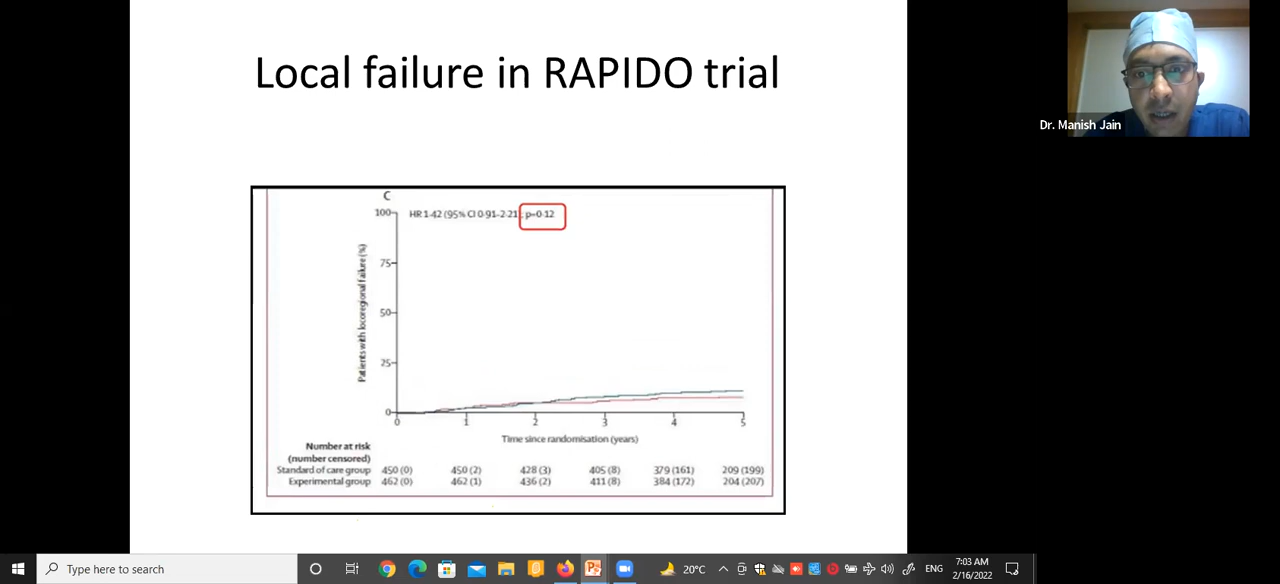 Local failure in RAPIDO trial
Dr. Manish Jain
C
HR 1·42 (95% CI 0·91–2·21); p=0·12
Patients with locoregional failure (%)
100
75
50
25
0
0 1 2 3 4 5
Time since randomisation (years)
Number at risk
(number censored)
Standard of care group 450 (0) 450 (2) 428 (3) 405 (8) 379 (161) 209 (199)
Experimental group 462 (0) 462 (1) 436 (2) 411 (8) 384 (172) 204 (207)
Type here to search
20°C
ENG
7:03 AM
2/16/2022